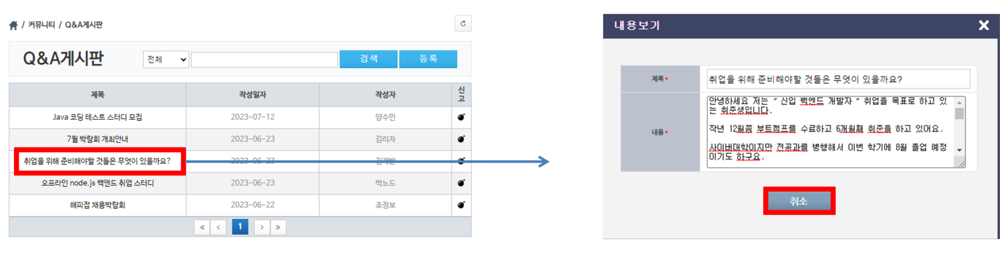 / 커뮤니티 / Q&A게시판
Q&A게시판
전체
검색
등록
제목 작성일자 작성자 신고
Java 코딩 테스트 스터디 모집 2023-07-12 양수민
7월 박람회 개최안내 2023-06-23 김리자
취업을 위해 준비해야할 것들은 무엇이 있을까요? 2023-06-23 김개발
오프라인 node.js 백엔드 취업 스터디 2023-06-23 박노드
해피잡 채용박람회 2023-06-22 조정보
« ‹ 1 › »
내용보기
제목• 취업을 위해 준비해야할 것들은 무엇이 있을까요?
내용•
안녕하세요 저는 " 신입 백엔드 개발자 " 취업을 목표로 하고 있
는 취준생입니다.
작년 12월쯤 부트캠프를 수료하고 6개월째 취준을 하고 있어요.
사이버대학이지만 전공과를 병행해서 이번 학기에 8월 졸업 예정
이기도 하구요.
취소